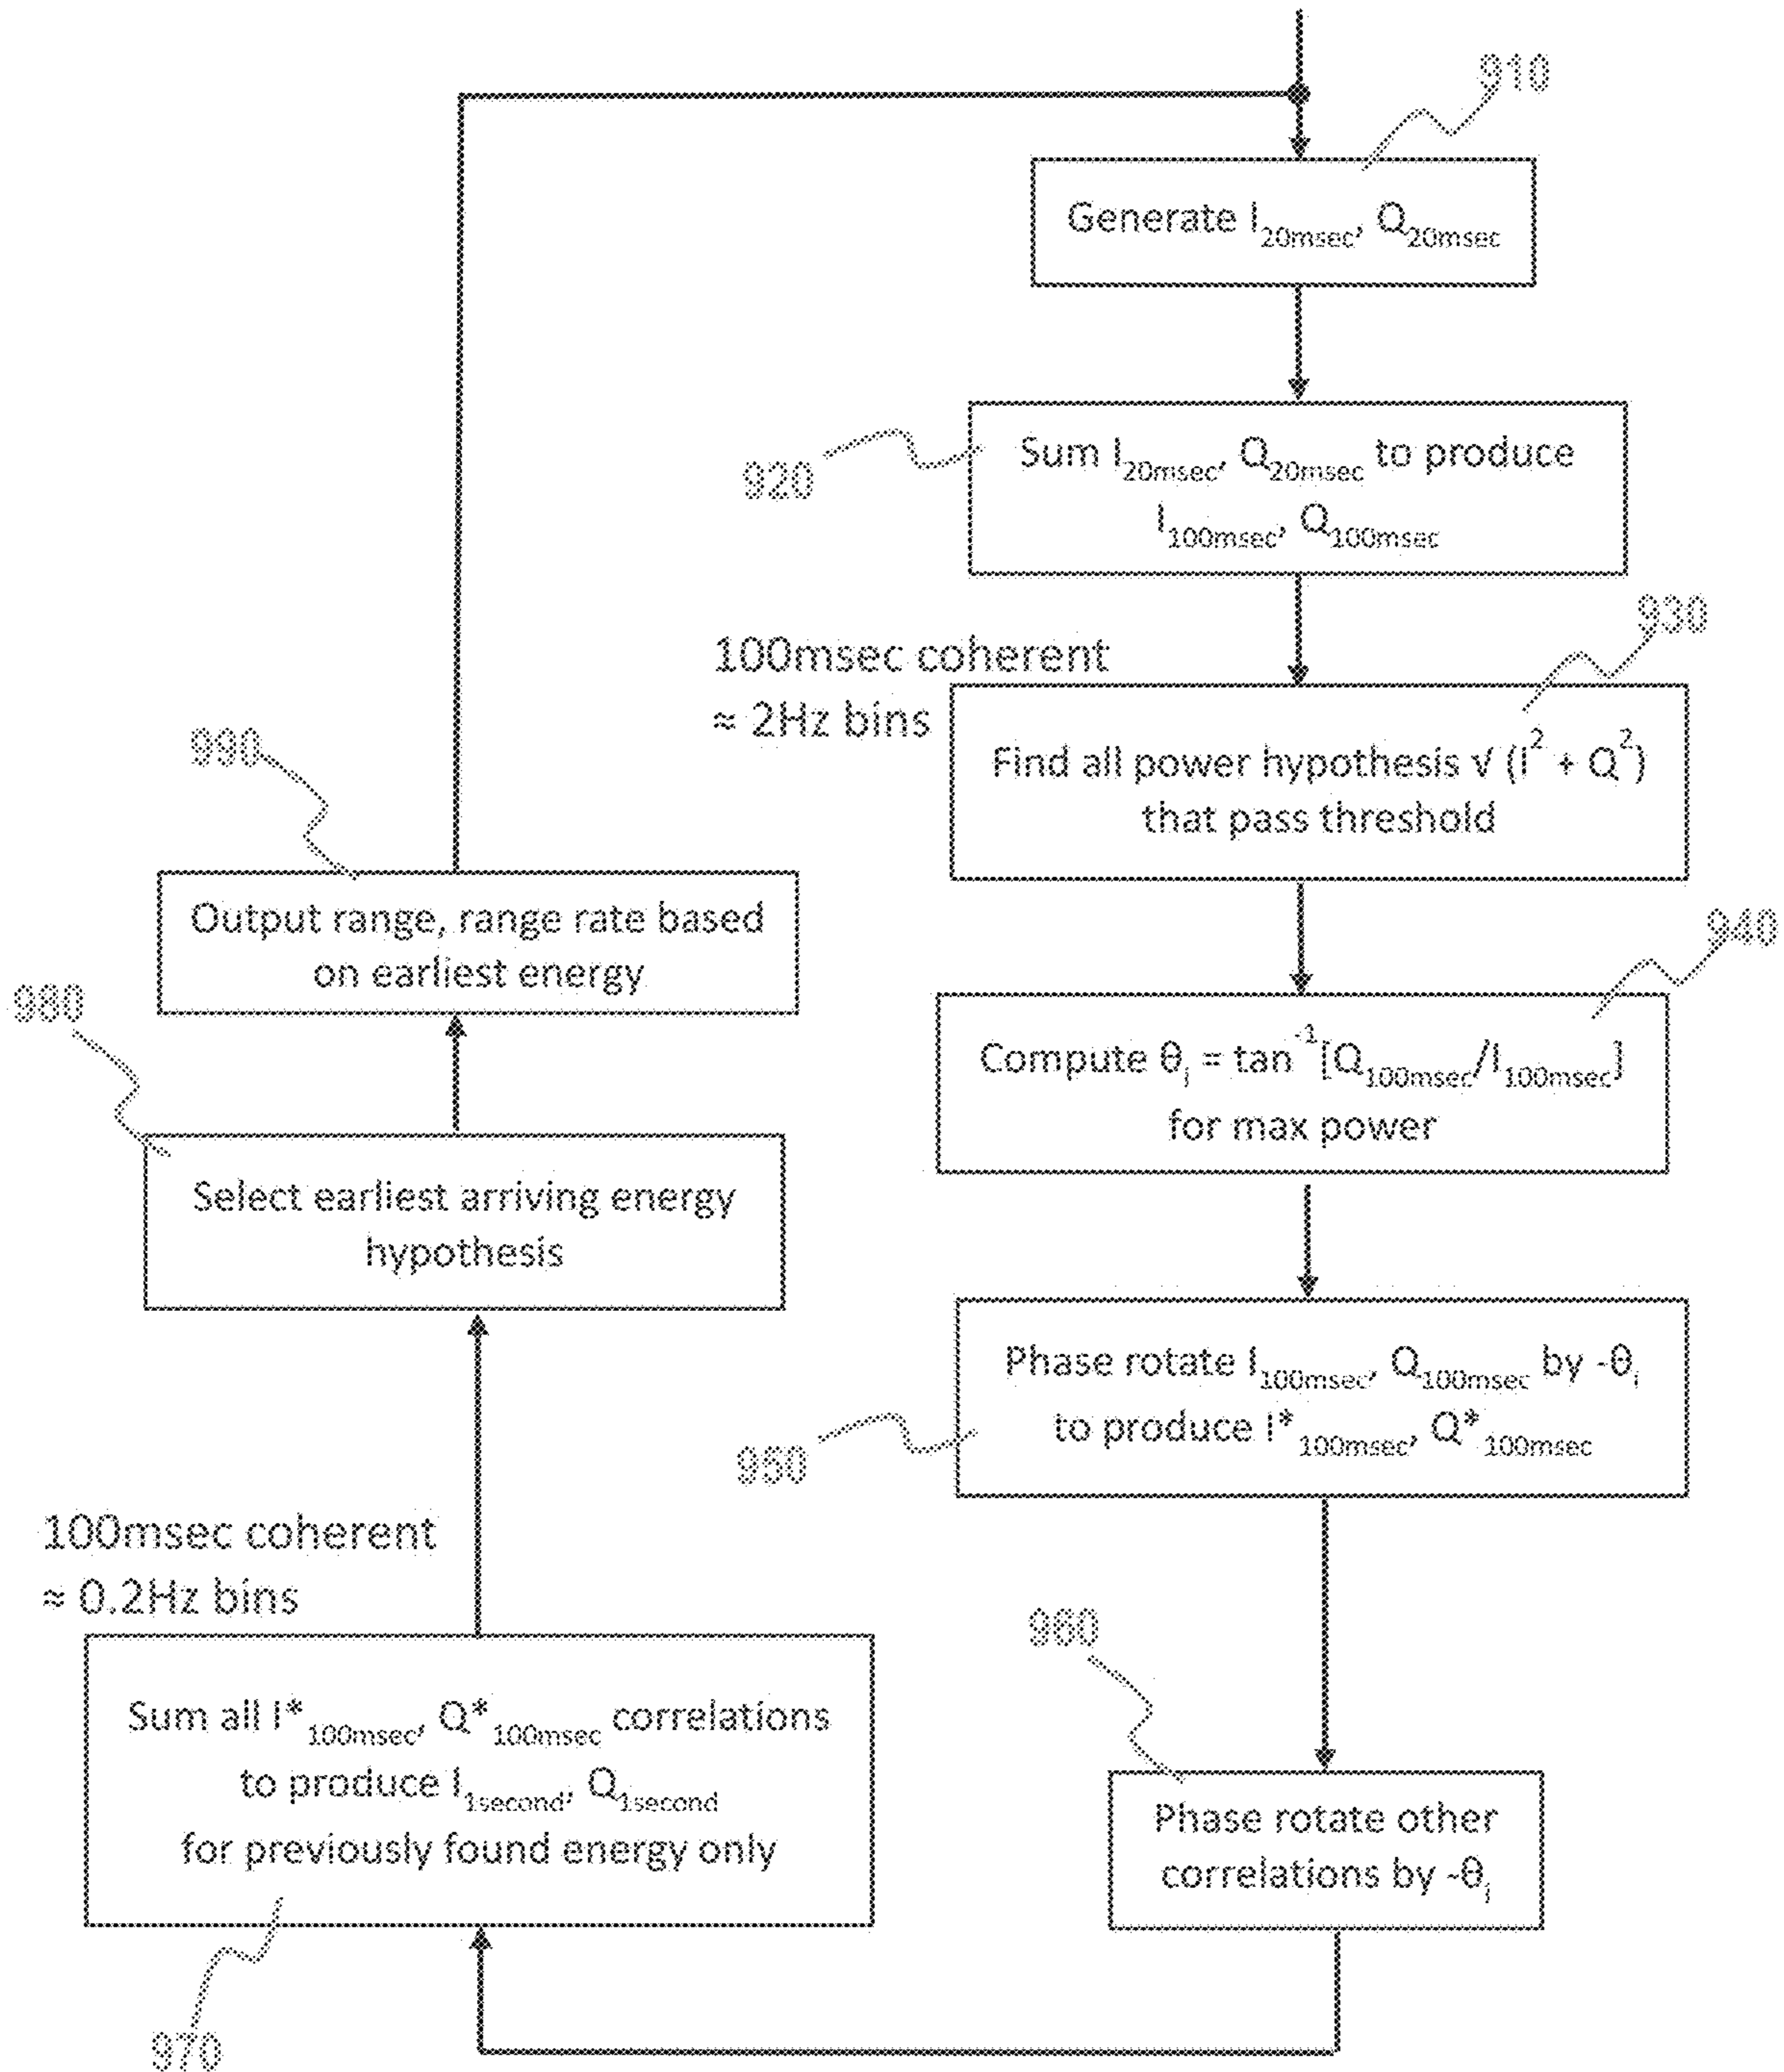 910
Generate I20msec, Q20msec
920
Sum I20msec, Q20msec to produce
I100msec, Q100msec
930
100msec coherent
≈ 2Hz bins
Find all power hypothesis √ (I² + Q²)
that pass threshold
940
Compute θi = tan⁻¹[Q100msec/I100msec]
for max power
950
Phase rotate I100msec, Q100msec by -θi
to produce I*100msec, Q*100msec
960
Phase rotate other
correlations by -θi
970
Sum all I*100msec, Q*100msec correlations
to produce I1second, Q1second
for previously found energy only
100msec coherent
≈ 0.2Hz bins
980
Select earliest arriving energy
hypothesis
990
Output range, range rate based
on earliest energy